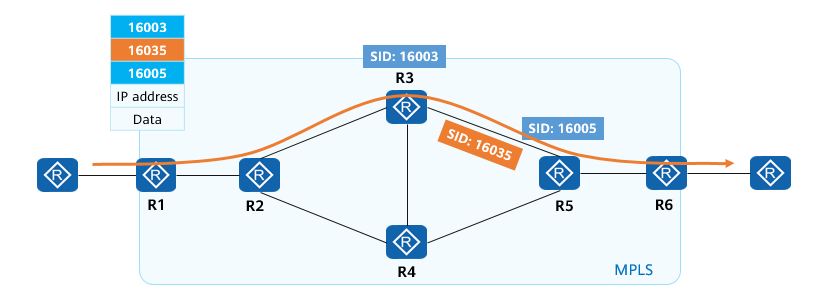 16003
16035
16005
IP address
Data
SID: 16003
R3
SID: 16005
SID: 16035
R
R
R
R
R
R
R
R
R1
R2
R5
R6
R4
MPLS